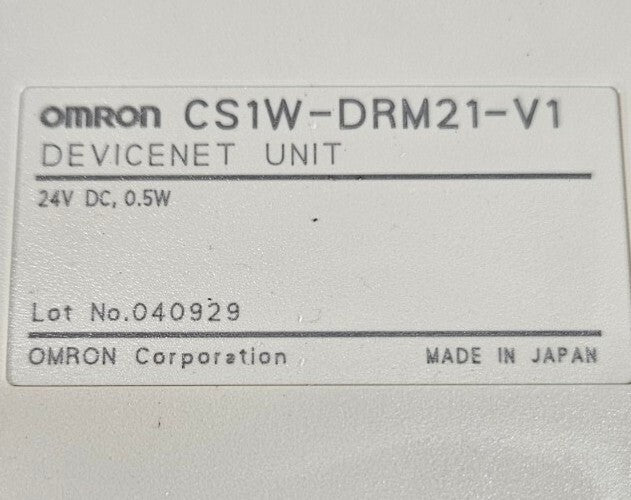 OMRON CS1W-DRM21-V1
DEVICENET UNIT
24V DC, 0.5W
Lot No.040929
OMRON Corporation MADE IN JAPAN